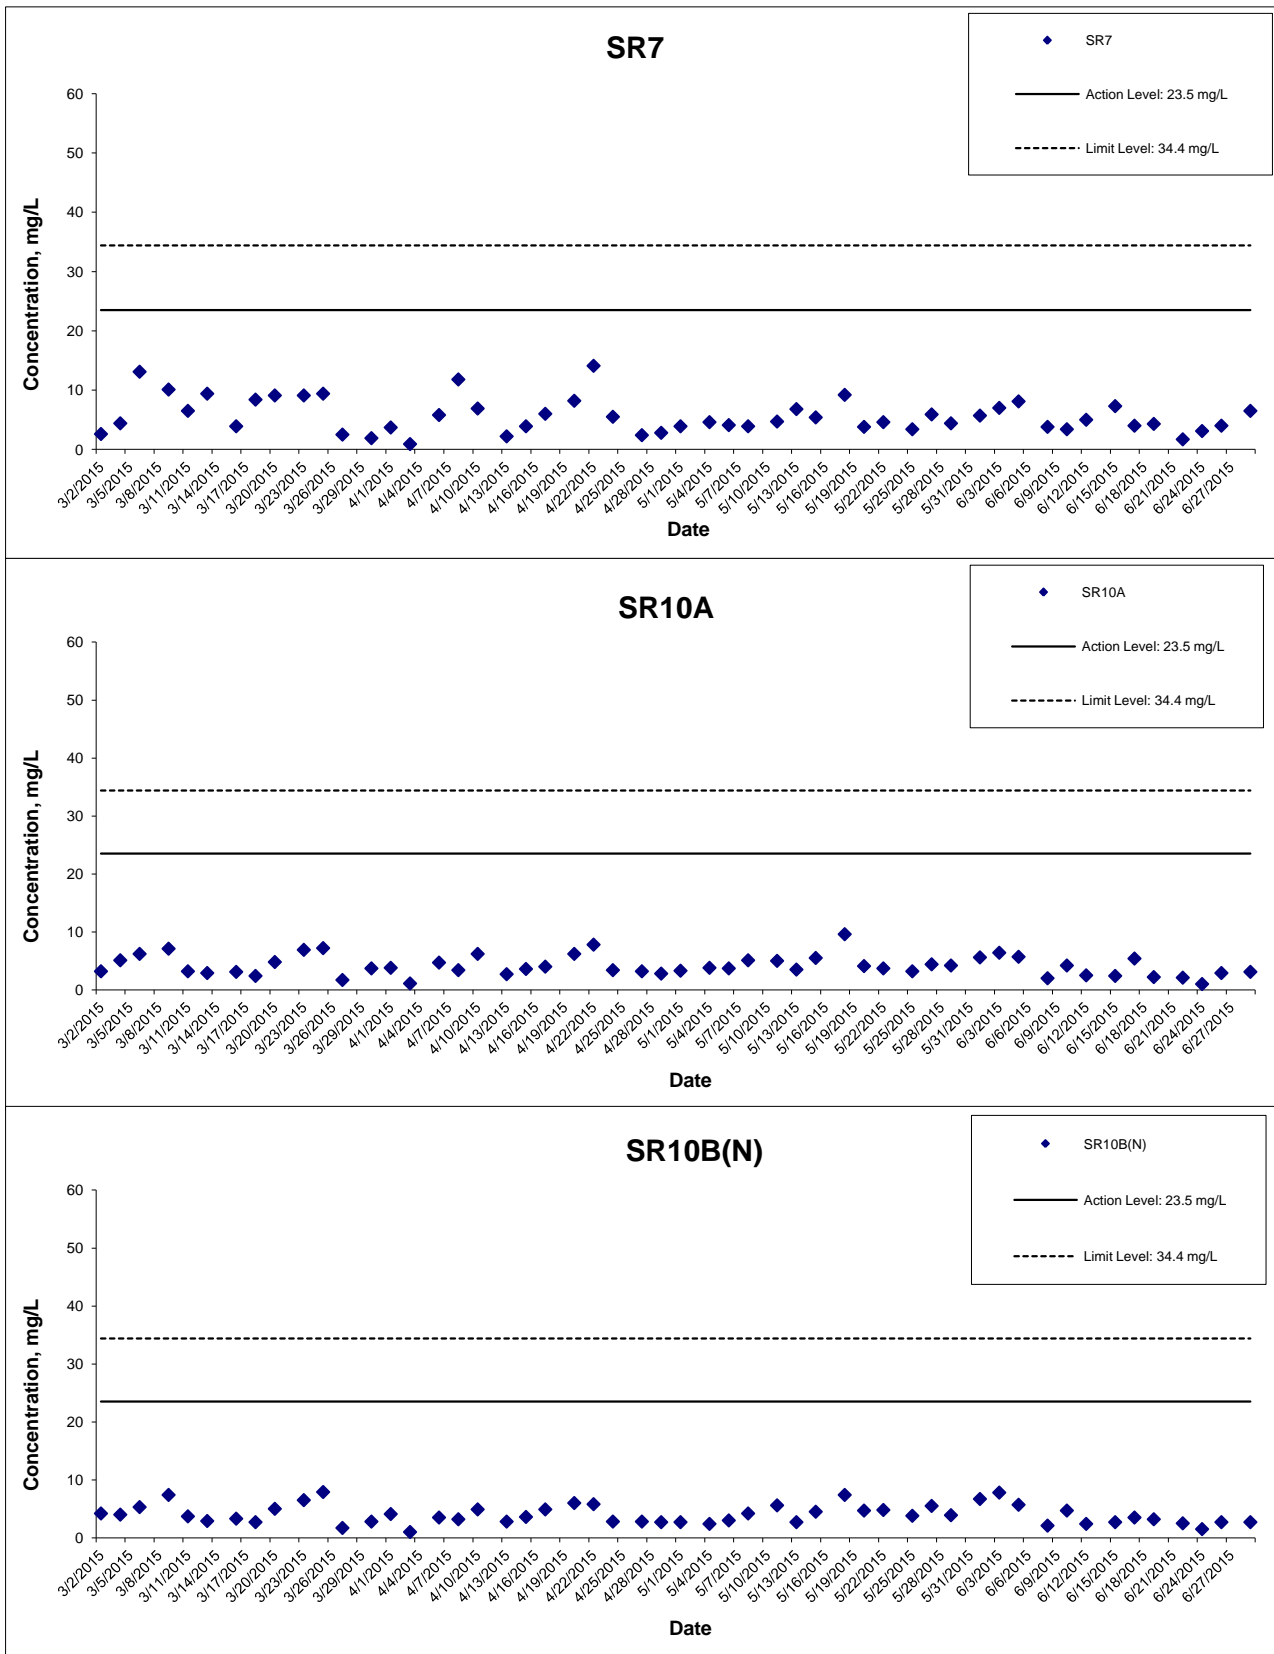 SR7
SR7
Action Level: 23.5 mg/L
Limit Level: 34.4 mg/L
Concentration, mg/L
60
50
40
30
20
10
0
3/2/2015 3/5/2015 3/8/2015 3/11/2015 3/14/2015 3/17/2015 3/20/2015 3/23/2015 3/26/2015 3/29/2015 4/1/2015 4/4/2015 4/7/2015 4/10/2015 4/13/2015 4/16/2015 4/19/2015 4/22/2015 4/25/2015 4/28/2015 5/1/2015 5/4/2015 5/7/2015 5/10/2015 5/13/2015 5/16/2015 5/19/2015 5/22/2015 5/25/2015 5/28/2015 5/31/2015 6/3/2015 6/6/2015 6/9/2015 6/12/2015 6/15/2015 6/18/2015 6/21/2015 6/24/2015 6/27/2015
Date
SR10A
SR10A
Action Level: 23.5 mg/L
Limit Level: 34.4 mg/L
Concentration, mg/L
60
50
40
30
20
10
0
3/2/2015 3/5/2015 3/8/2015 3/11/2015 3/14/2015 3/17/2015 3/20/2015 3/23/2015 3/26/2015 3/29/2015 4/1/2015 4/4/2015 4/7/2015 4/10/2015 4/13/2015 4/16/2015 4/19/2015 4/22/2015 4/25/2015 4/28/2015 5/1/2015 5/4/2015 5/7/2015 5/10/2015 5/13/2015 5/16/2015 5/19/2015 5/22/2015 5/25/2015 5/28/2015 5/31/2015 6/3/2015 6/6/2015 6/9/2015 6/12/2015 6/15/2015 6/18/2015 6/21/2015 6/24/2015 6/27/2015
Date
SR10B(N)
SR10B(N)
Action Level: 23.5 mg/L
Limit Level: 34.4 mg/L
Concentration, mg/L
60
50
40
30
20
10
0
3/2/2015 3/5/2015 3/8/2015 3/11/2015 3/14/2015 3/17/2015 3/20/2015 3/23/2015 3/26/2015 3/29/2015 4/1/2015 4/4/2015 4/7/2015 4/10/2015 4/13/2015 4/16/2015 4/19/2015 4/22/2015 4/25/2015 4/28/2015 5/1/2015 5/4/2015 5/7/2015 5/10/2015 5/13/2015 5/16/2015 5/19/2015 5/22/2015 5/25/2015 5/28/2015 5/31/2015 6/3/2015 6/6/2015 6/9/2015 6/12/2015 6/15/2015 6/18/2015 6/21/2015 6/24/2015 6/27/2015
Date